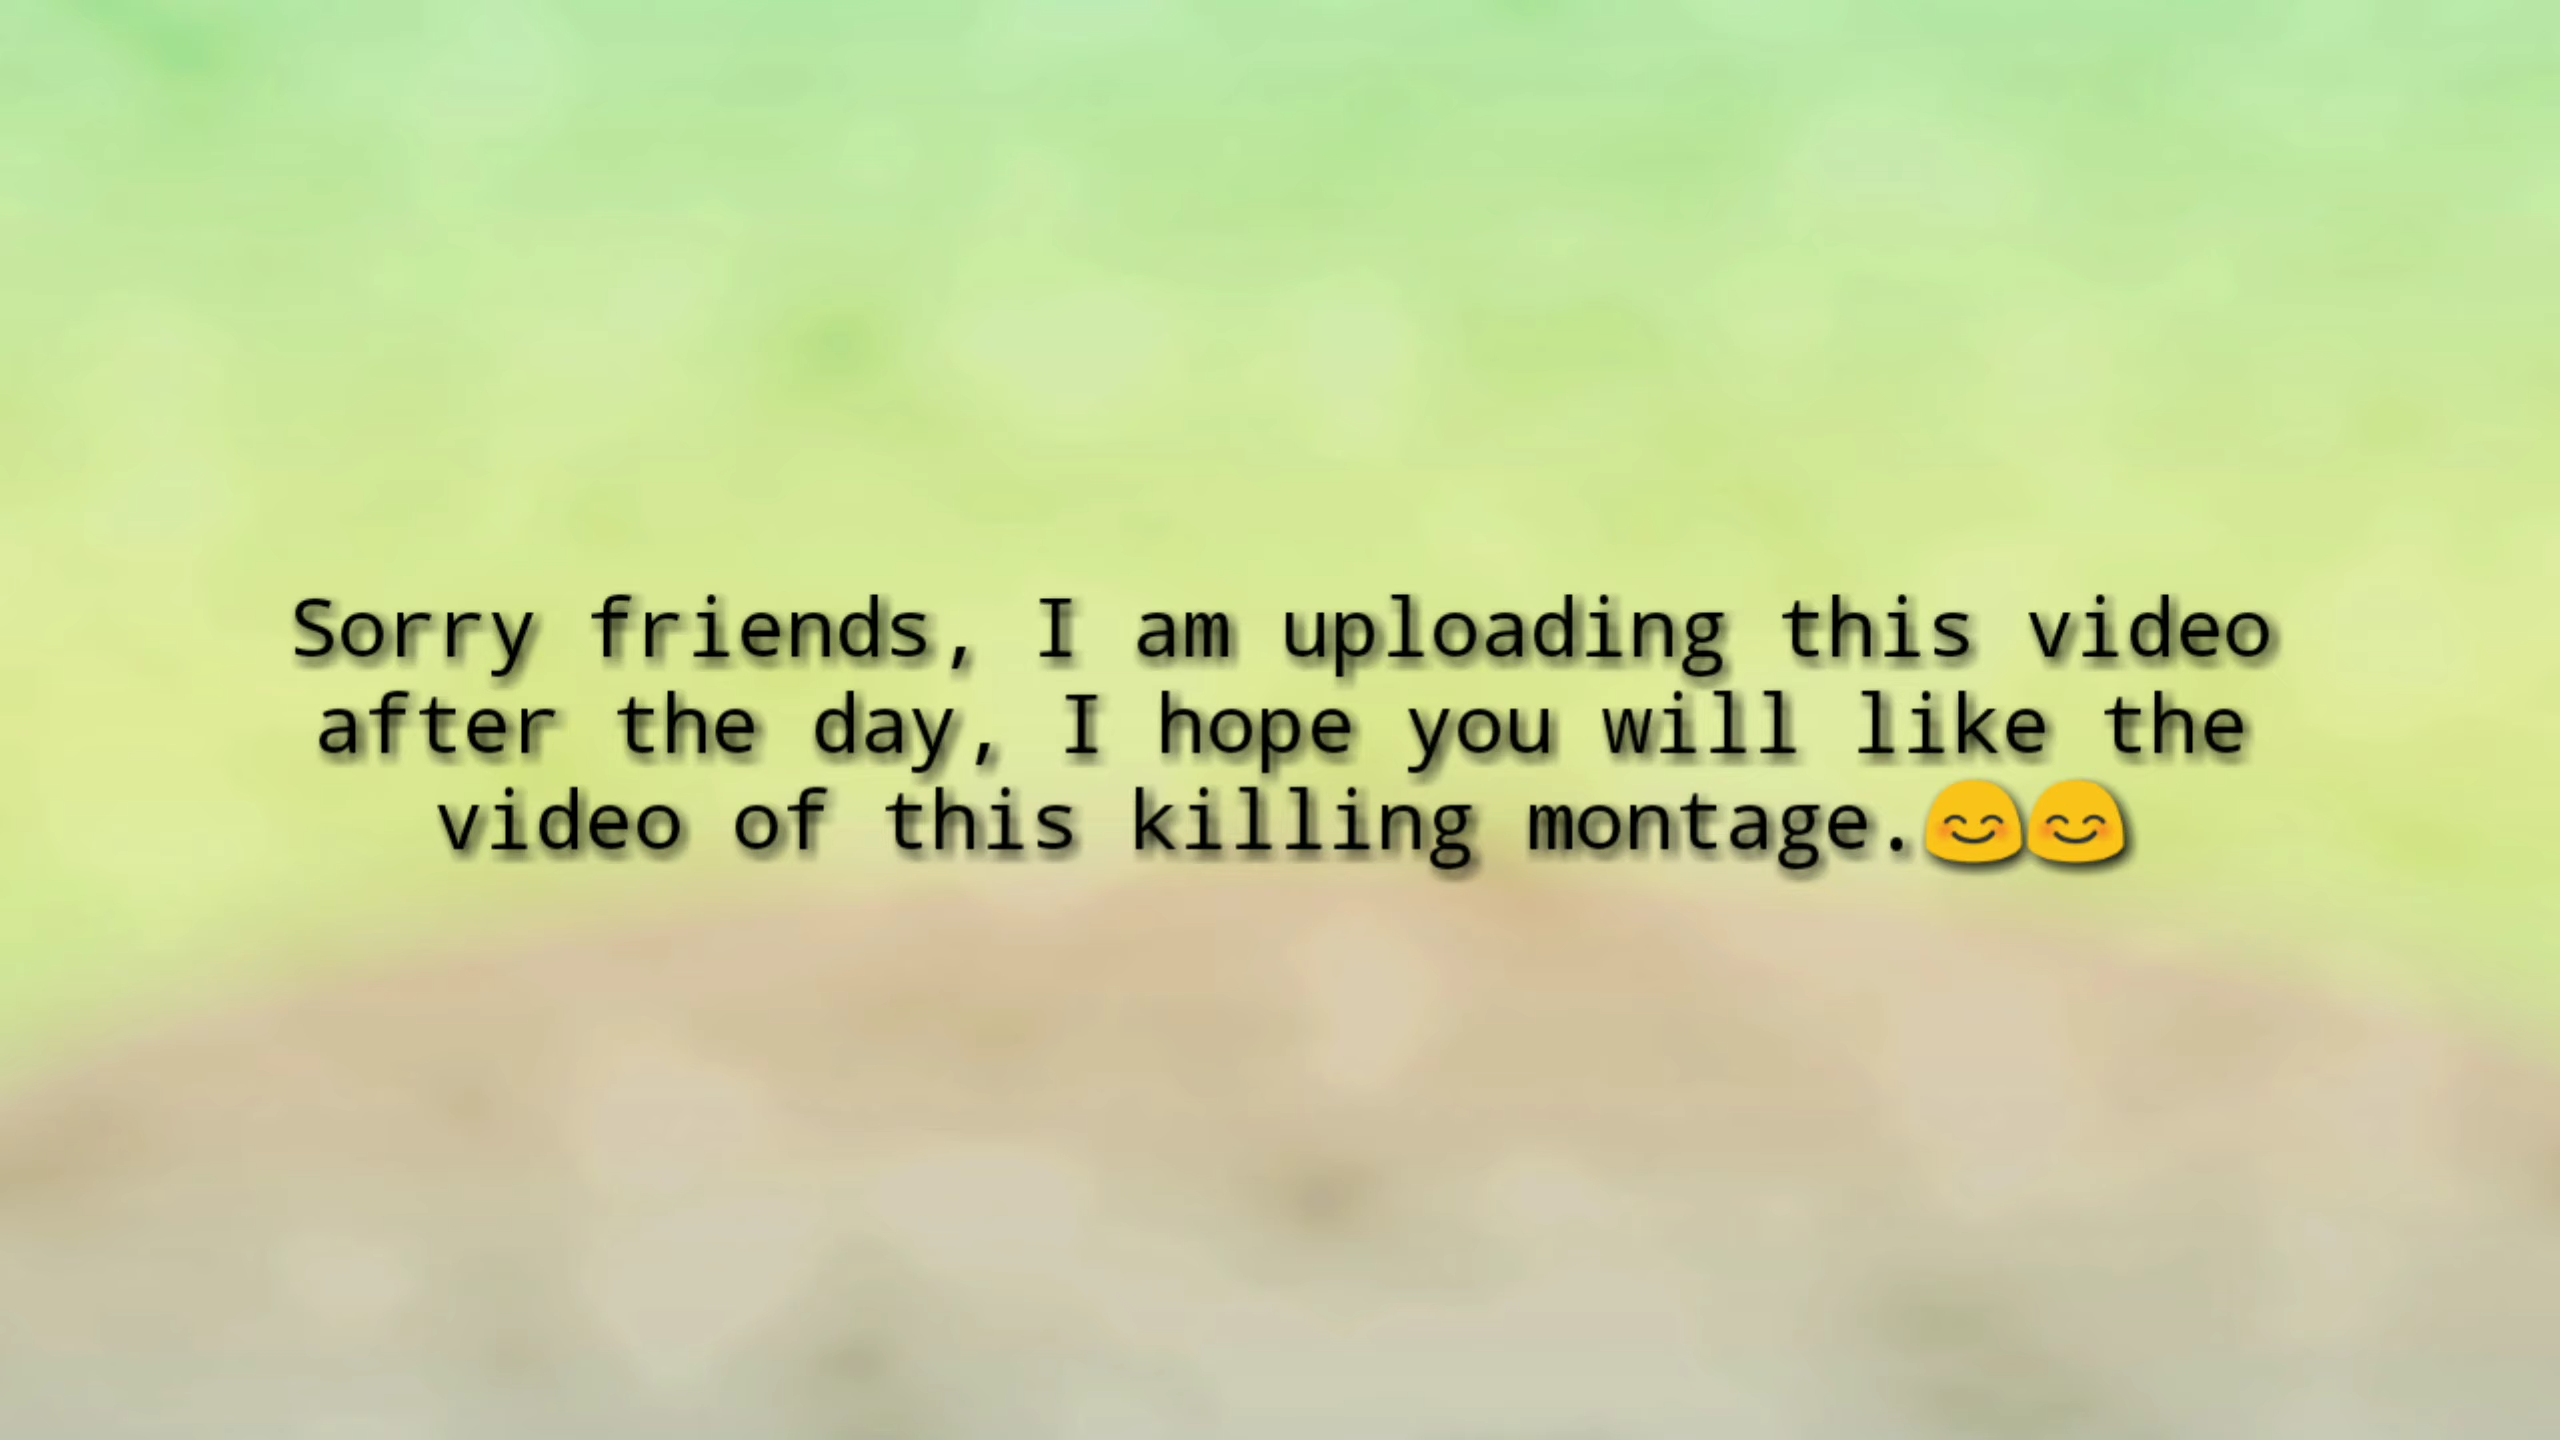 Sorry friends, I am uploading this video
after the day, I hope you will like the
video of this killing montage.😊😊